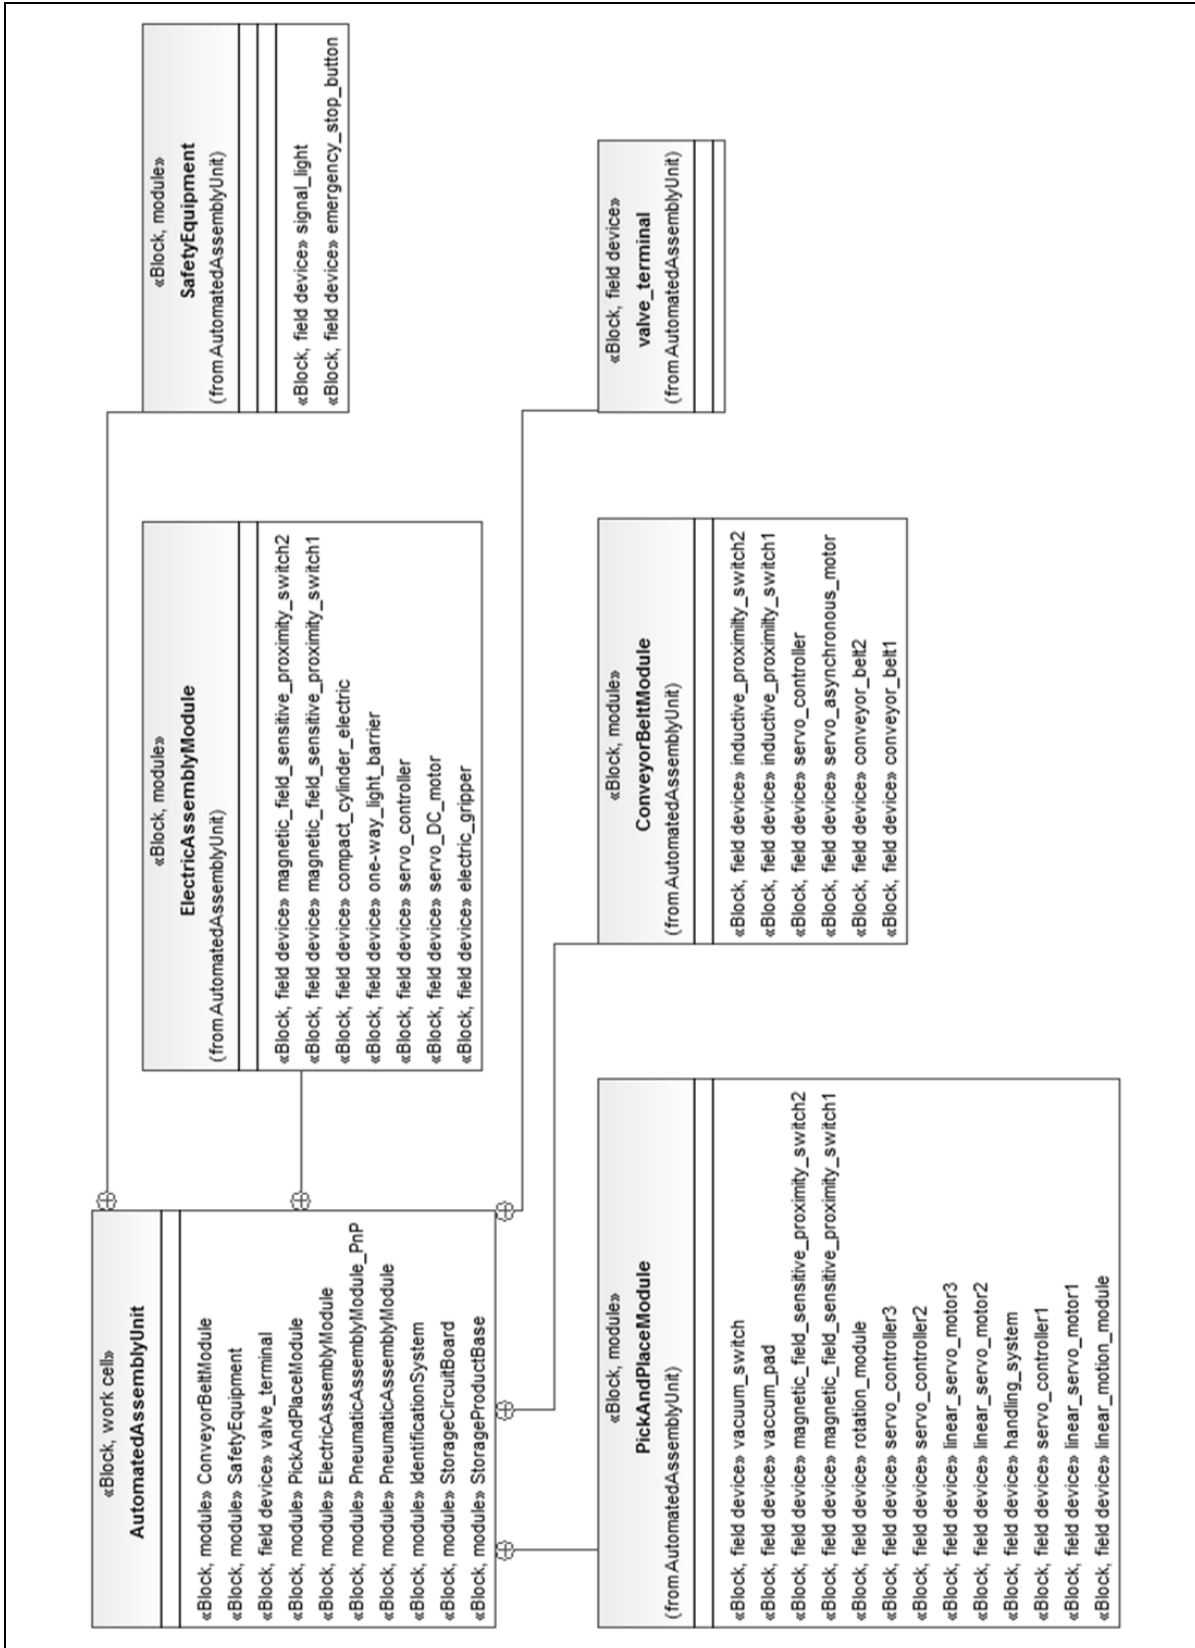 «Block, work cell»
AutomatedAssemblyUnit
«Block, module» ConveyorBeltModule
«Block, module» SafetyEquipment
«Block, field device» valve_terminal
«Block, module» PickAndPlaceModule
«Block, module» ElectricAssemblyModule
«Block, module» PneumaticAssemblyModule_PnP
«Block, module» PneumaticAssemblyModule
«Block, module» IdentificationSystem
«Block, module» StorageCircuitBoard
«Block, module» StorageProductBase
«Block, module»
ElectricAssemblyModule
(from AutomatedAssemblyUnit)
«Block, field device» magnetic_field_sensitive_proximity_switch2
«Block, field device» magnetic_field_sensitive_proximity_switch1
«Block, field device» compact_cylinder_electric
«Block, field device» one-way_light_barrier
«Block, field device» servo_controller
«Block, field device» servo_DC_motor
«Block, field device» electric_gripper
«Block, module»
SafetyEquipment
(from AutomatedAssemblyUnit)
«Block, field device» signal_light
«Block, field device» emergency_stop_button
«Block, module»
PickAndPlaceModule
(from AutomatedAssemblyUnit)
«Block, field device» vacuum_switch
«Block, field device» vaccum_pad
«Block, field device» magnetic_field_sensitive_proximity_switch2
«Block, field device» magnetic_field_sensitive_proximity_switch1
«Block, field device» rotation_module
«Block, field device» servo_controller3
«Block, field device» servo_controller2
«Block, field device» linear_servo_motor3
«Block, field device» linear_servo_motor2
«Block, field device» handling_system
«Block, field device» servo_controller1
«Block, field device» linear_servo_motor1
«Block, field device» linear_motion_module
«Block, module»
ConveyorBeltModule
(from AutomatedAssemblyUnit)
«Block, field device» inductive_proximilty_switch2
«Block, field device» inductive_proximity_switch1
«Block, field device» servo_controller
«Block, field device» servo_asynchronous_motor
«Block, field device» conveyor_belt2
«Block, field device» conveyor_belt1
«Block, field device»
valve_terminal
(from AutomatedAssemblyUnit)